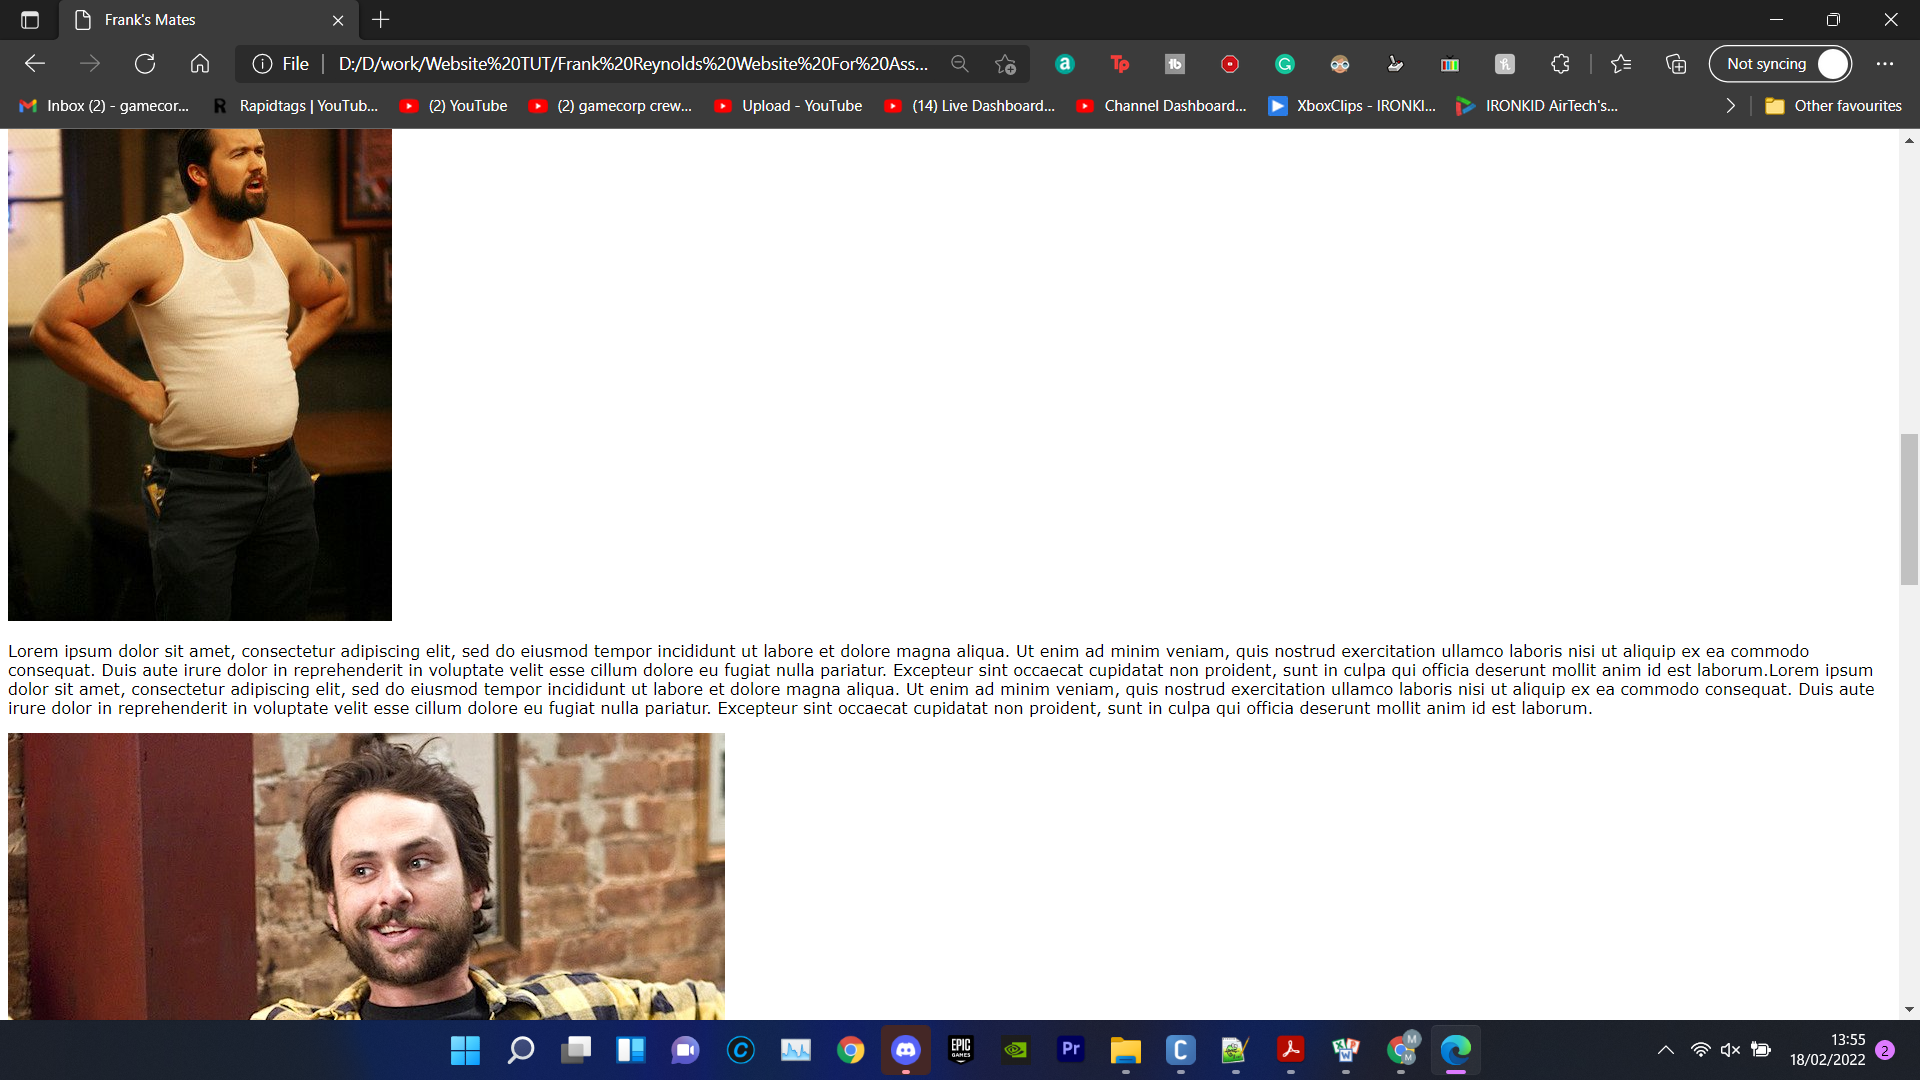 Frank's Mates
File
D:/D/work/Website%20TUT/Frank%20Reynolds%20Website%20For%20Ass...
Not syncing
Inbox (2) - gamecor...
Rapidtags | YouTub...
(2) YouTube
(2) gamecorp crew...
Upload - YouTube
(14) Live Dashboard...
Channel Dashboard...
XboxClips - IRONKI...
IRONKID AirTech's...
Other favourites
Lorem ipsum dolor sit amet, consectetur adipiscing elit, sed do eiusmod tempor incididunt ut labore et dolore magna aliqua. Ut enim ad minim veniam, quis nostrud exercitation ullamco laboris nisi ut aliquip ex ea commodo
consequat. Duis aute irure dolor in reprehenderit in voluptate velit esse cillum dolore eu fugiat nulla pariatur. Excepteur sint occaecat cupidatat non proident, sunt in culpa qui officia deserunt mollit anim id est laborum.Lorem ipsum
dolor sit amet, consectetur adipiscing elit, sed do eiusmod tempor incididunt ut labore et dolore magna aliqua. Ut enim ad minim veniam, quis nostrud exercitation ullamco laboris nisi ut aliquip ex ea commodo consequat. Duis aute
irure dolor in reprehenderit in voluptate velit esse cillum dolore eu fugiat nulla pariatur. Excepteur sint occaecat cupidatat non proident, sunt in culpa qui officia deserunt mollit anim id est laborum.
EPIC
GAMES
Pr
13:55
18/02/2022
2